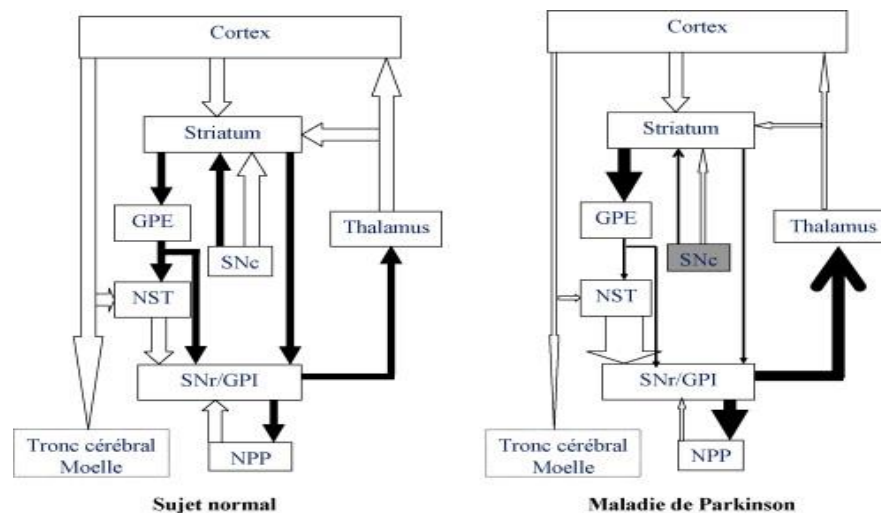 Cortex
Striatum
GPE
SNc
Thalamus
NST
SNr/GPI
Tronc cérébral
Moelle
NPP
Sujet normal
Cortex
Striatum
GPE
Thalamus
SNc
NST
SNr/GPI
Tronc cérébral
Moelle
NPP
Maladie de Parkinson